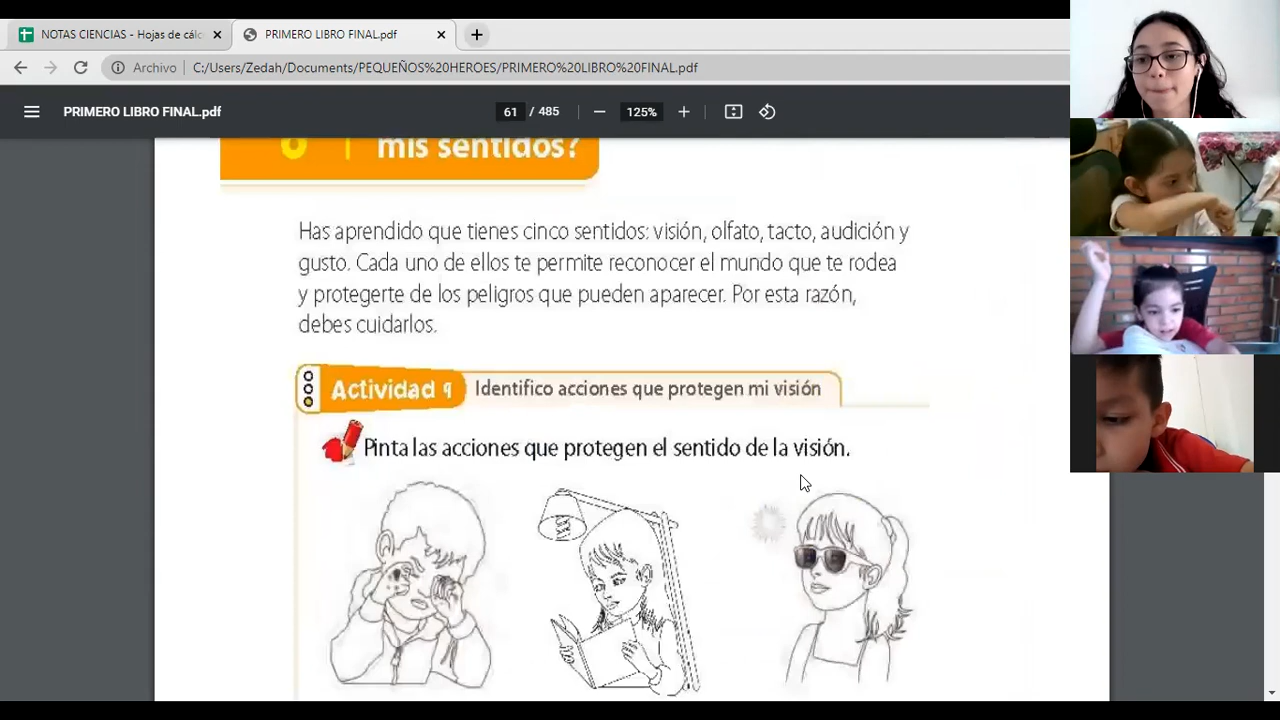 NOTAS CIENCIAS - Hojas de cálc
PRIMERO LIBRO FINAL.pdf
Archivo
C:/Users/Zedah/Documents/PEQUEÑOS%20HEROES/PRIMERO%20LIBRO%20FINAL.pdf
PRIMERO LIBRO FINAL.pdf
61 / 485
125%
6 mis sentidos?
Has aprendido que tienes cinco sentidos: visión, olfato, tacto, audición y
gusto. Cada uno de ellos te permite reconocer el mundo que te rodea
y protegerte de los peligros que pueden aparecer. Por esta razón,
debes cuidarlos.
Actividad 9 Identifico acciones que protegen mi visión
Pinta las acciones que protegen el sentido de la visión.